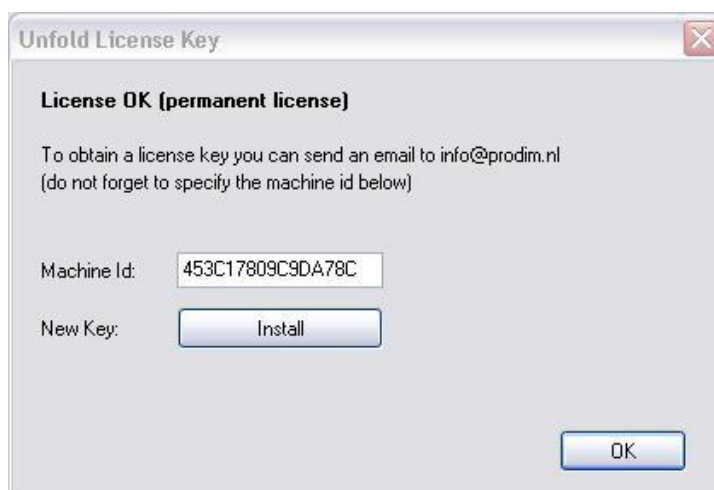 Unfold License Key
License OK (permanent license)
To obtain a license key you can send an email to info@prodim.nl
(do not forget to specify the machine id below)
Machine Id: 453C17809C9DA78C
New Key: Install
OK